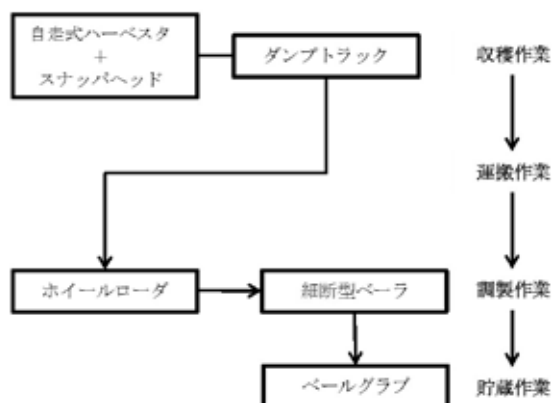 自走式ハーベスタ
+
スナッパヘッド
ダンプトラック
収穫作業
運搬作業
ホイールローダ
細断型ベーラ
調製作業
ベールグラブ
貯蔵作業